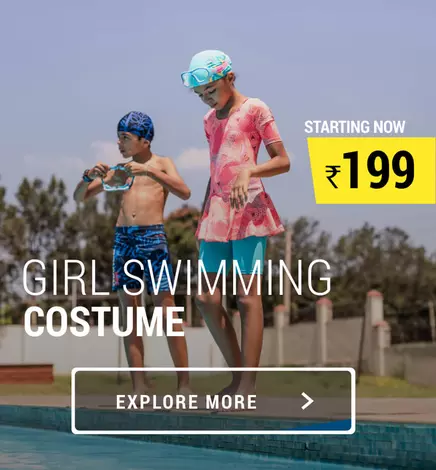 STARTING NOW
₹199
GIRL SWIMMING
COSTUME
EXPLORE MORE